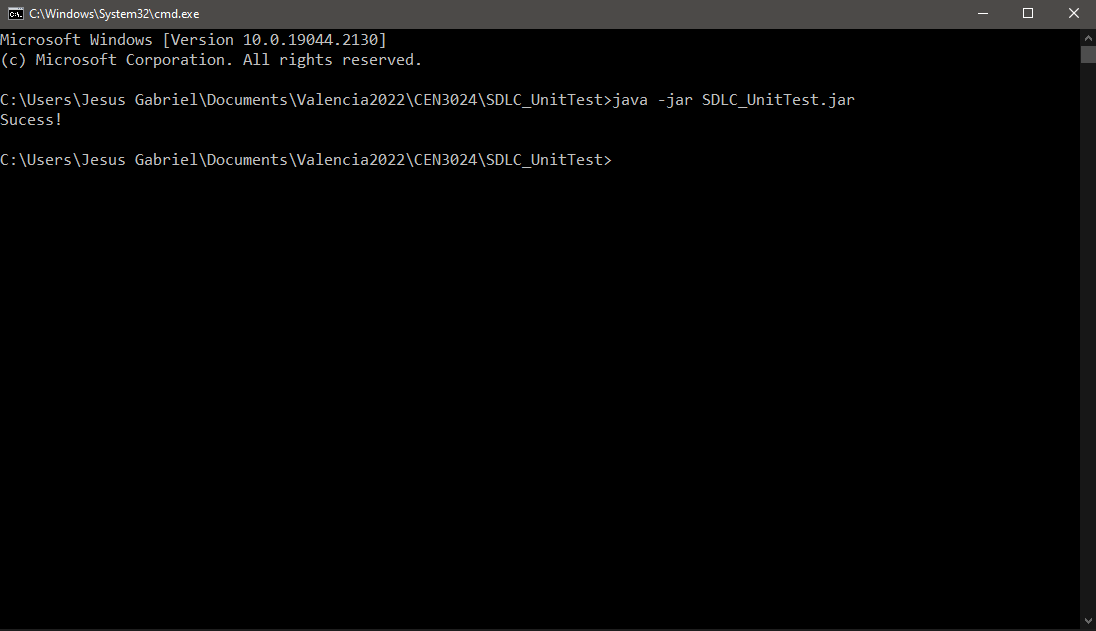 C:\Windows\System32\cmd.exe
Microsoft Windows [Version 10.0.19044.2130]
(c) Microsoft Corporation. All rights reserved.
C:\Users\Jesus Gabriel\Documents\Valencia2022\CEN3024\SDLC_UnitTest>java -jar SDLC_UnitTest.jar
Sucess!
C:\Users\Jesus Gabriel\Documents\Valencia2022\CEN3024\SDLC_UnitTest>